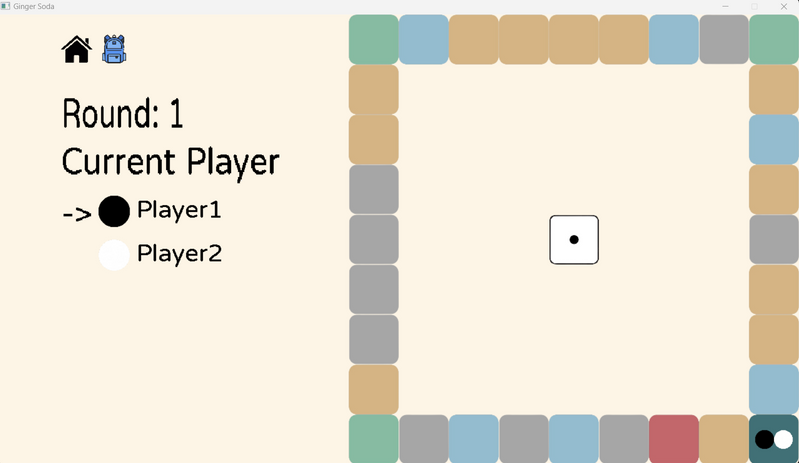 Ginger Soda
Round: 1
Current Player
-> Player1
Player2